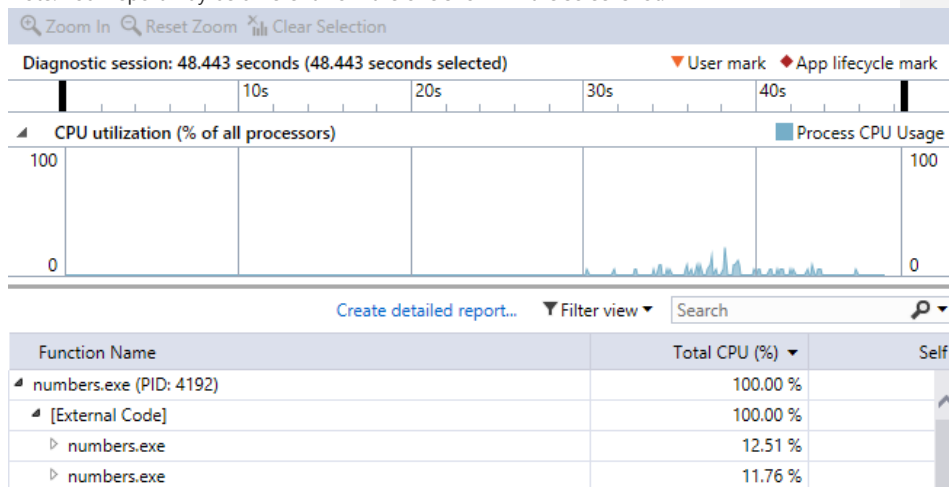 Zoom In Reset Zoom Clear Selection
Diagnostic session: 48.443 seconds (48.443 seconds selected) User mark App lifecycle mark
10s 20s 30s 40s
CPU utilization (% of all processors) Process CPU Usage
100 100
0 0
Create detailed report... Filter view Search
Function Name Total CPU (%) Self
numbers.exe (PID: 4192) 100.00 %
[External Code] 100.00 %
numbers.exe 12.51 %
numbers.exe 11.76 %